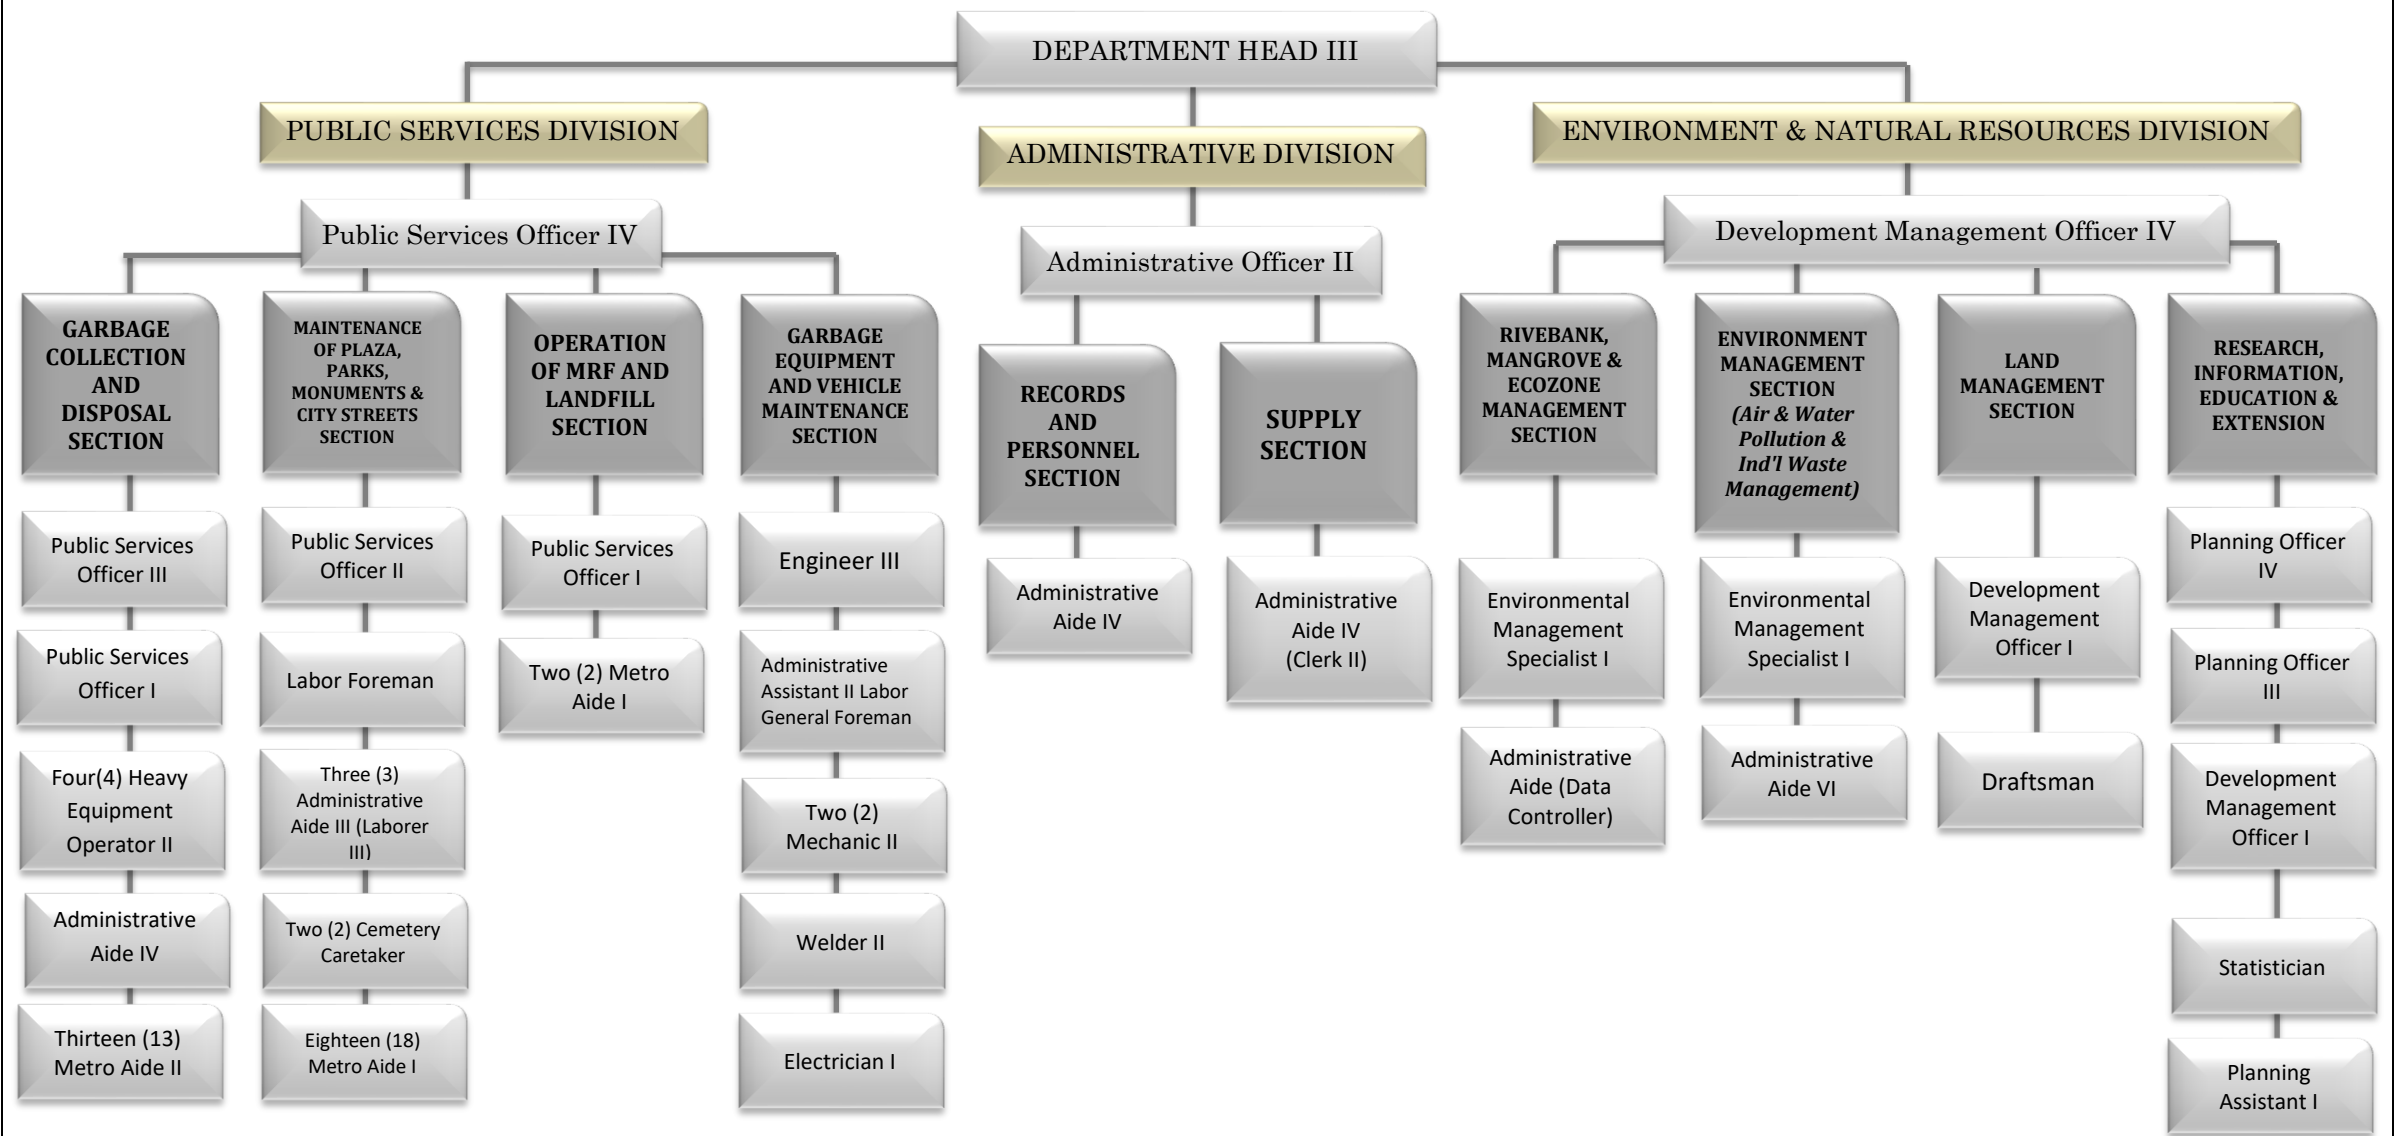 DEPARTMENT HEAD III
PUBLIC SERVICES DIVISION
ADMINISTRATIVE DIVISION
ENVIRONMENT & NATURAL RESOURCES DIVISION
Public Services Officer IV
Administrative Officer II
Development Management Officer IV
GARBAGE
COLLECTION
AND
DISPOSAL
SECTION
Public Services
Officer III
Public Services
Officer I
Four(4) Heavy
Equipment
Operator II
Administrative
Aide IV
Thirteen (13)
Metro Aide II
MAINTENANCE
OF PLAZA,
PARKS,
MONUMENTS &
CITY STREETS
SECTION
Public Services
Officer II
Labor Foreman
Three (3)
Administrative
Aide III (Laborer
III)
Two (2) Cemetery
Caretaker
Eighteen (18)
Metro Aide I
OPERATION
OF MRF AND
LANDFILL
SECTION
Public Services
Officer I
Two (2) Metro
Aide I
GARBAGE
EQUIPMENT
AND VEHICLE
MAINTENANCE
SECTION
Engineer III
Administrative
Assistant II Labor
General Foreman
Two (2)
Mechanic II
Welder II
Electrician I
RECORDS
AND
PERSONNEL
SECTION
Administrative
Aide IV
SUPPLY
SECTION
Administrative
Aide IV
(Clerk II)
RIVEBANK,
MANGROVE &
ECOZONE
MANAGEMENT
SECTION
Environmental
Management
Specialist I
Administrative
Aide (Data
Controller)
ENVIRONMENT
MANAGEMENT
SECTION
(Air & Water
Pollution &
Ind'l Waste
Management)
Environmental
Management
Specialist I
Administrative
Aide VI
LAND
MANAGEMENT
SECTION
Development
Management
Officer I
Draftsman
RESEARCH,
INFORMATION,
EDUCATION &
EXTENSION
Planning Officer
IV
Planning Officer
III
Development
Management
Officer I
Statistician
Planning
Assistant I